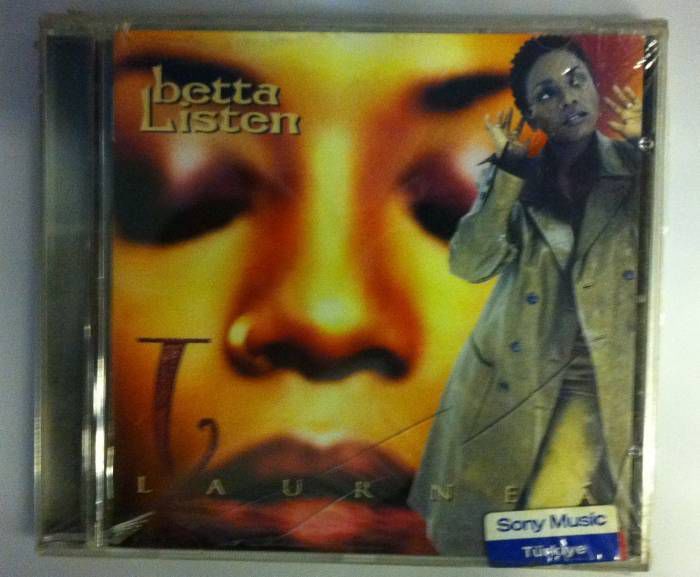 betta
Listen
LAURNEA
Sony Music
Türkiye